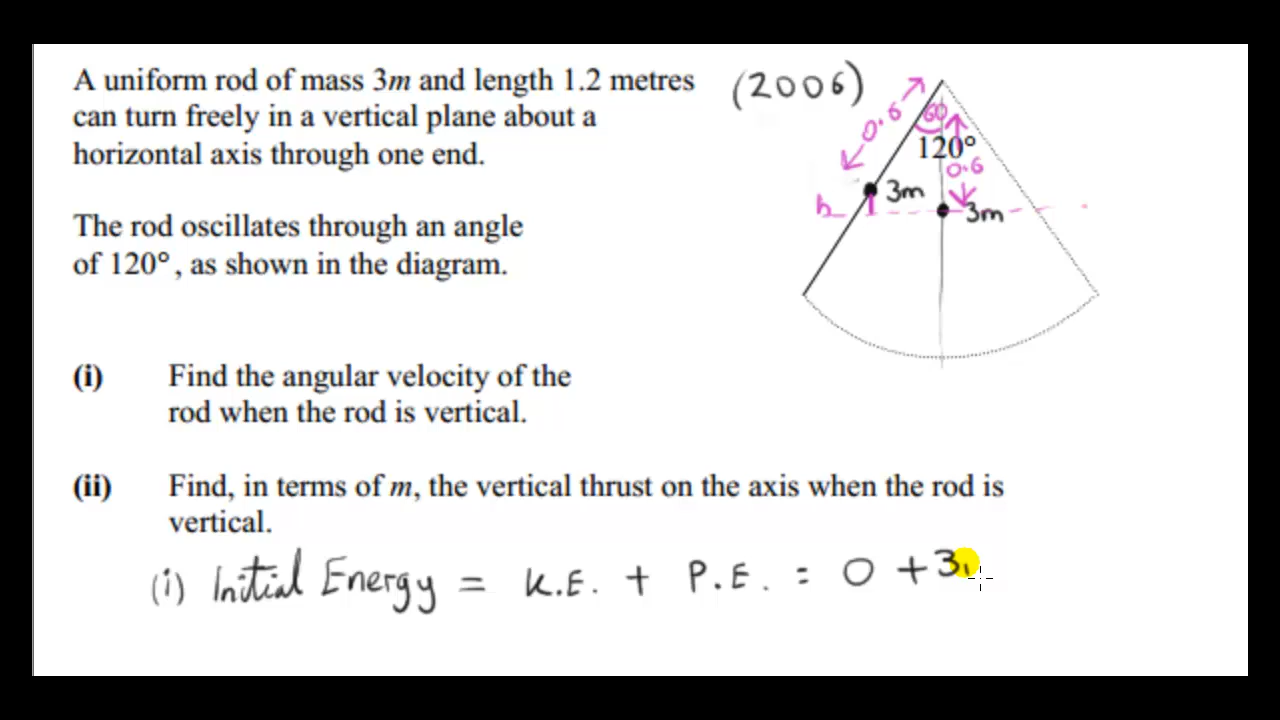 A uniform rod of mass 3m and length 1.2 metres
can turn freely in a vertical plane about a
horizontal axis through one end.
(2006)
0.6
60
120°
0.6
3m
h
3m
The rod oscillates through an angle
of 120°, as shown in the diagram.
(i) Find the angular velocity of the
rod when the rod is vertical.
(ii) Find, in terms of m, the vertical thrust on the axis when the rod is
vertical.
(i) Initial Energy = K.E. + P.E. = 0 + 3